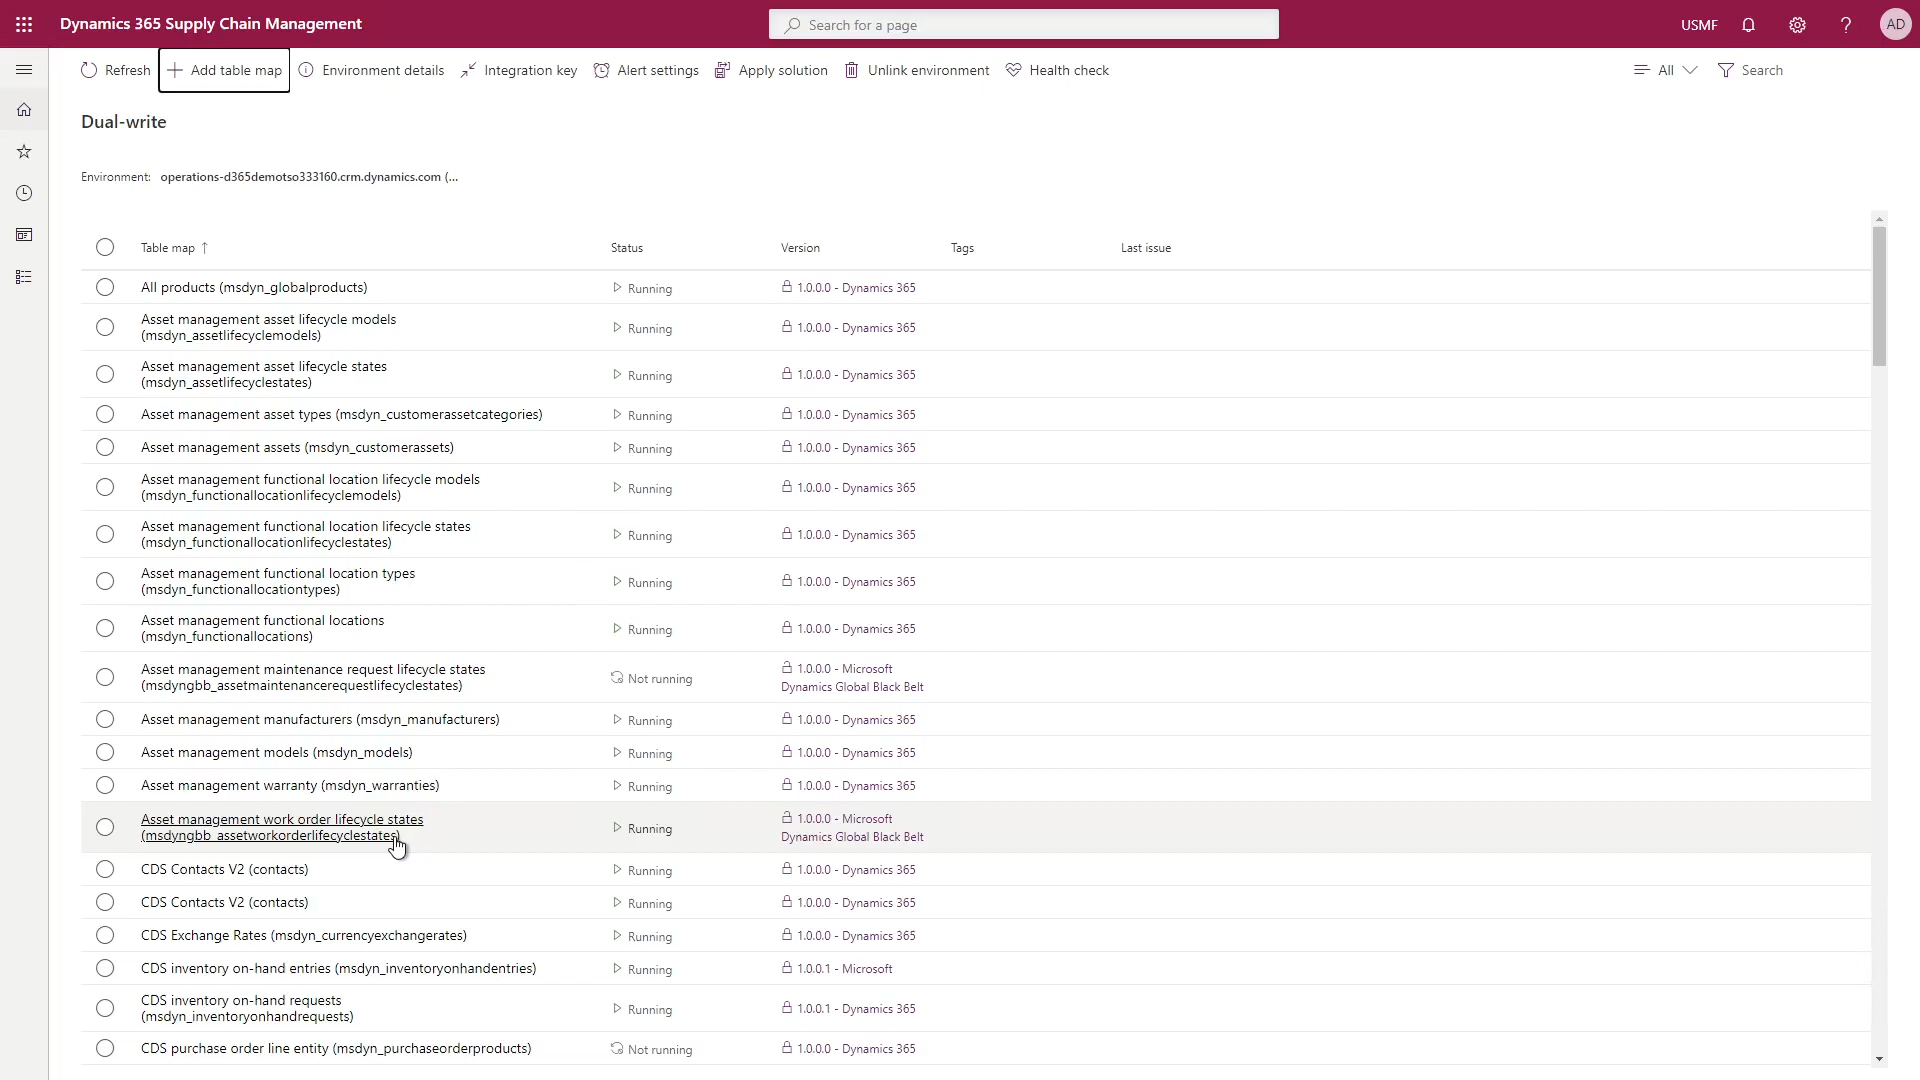 Dynamics 365 Supply Chain Management
Search for a page
USMF
?
AD
Refresh
Add table map
Environment details
Integration key
Alert settings
Apply solution
Unlink environment
Health check
All
Search
Dual-write
Environment: operations-d365demotso333160.crm.dynamics.com (...
Table map ↑ Status Version Tags Last issue
All products (msdyn_globalproducts) Running 1.0.0.0 - Dynamics 365
Asset management asset lifecycle models
(msdyn_assetlifecyclemodels)
Running 1.0.0.0 - Dynamics 365
Asset management asset lifecycle states
(msdyn_assetlifecyclestates)
Running 1.0.0.0 - Dynamics 365
Asset management asset types (msdyn_customerassetcategories) Running 1.0.0.0 - Dynamics 365
Asset management assets (msdyn_customerassets) Running 1.0.0.0 - Dynamics 365
Asset management functional location lifecycle models
(msdyn_functionallocationlifecyclemodels)
Running 1.0.0.0 - Dynamics 365
Asset management functional location lifecycle states
(msdyn_functionallocationlifecyclestates)
Running 1.0.0.0 - Dynamics 365
Asset management functional location types
(msdyn_functionallocationtypes)
Running 1.0.0.0 - Dynamics 365
Asset management functional locations
(msdyn_functionallocations)
Running 1.0.0.0 - Dynamics 365
Asset management maintenance request lifecycle states
(msdyngbb_assetmaintenancerequestlifecyclestates)
Not running
1.0.0.0 - Microsoft
Dynamics Global Black Belt
Asset management manufacturers (msdyn_manufacturers) Running 1.0.0.0 - Dynamics 365
Asset management models (msdyn_models) Running 1.0.0.0 - Dynamics 365
Asset management warranty (msdyn_warranties) Running 1.0.0.0 - Dynamics 365
Asset management work order lifecycle states
(msdyngbb_assetworkorderlifecyclestates)
Running
1.0.0.0 - Microsoft
Dynamics Global Black Belt
CDS Contacts V2 (contacts) Running 1.0.0.0 - Dynamics 365
CDS Contacts V2 (contacts) Running 1.0.0.0 - Dynamics 365
CDS Exchange Rates (msdyn_currencyexchangerates) Running 1.0.0.0 - Dynamics 365
CDS inventory on-hand entries (msdyn_inventoryonhandentries) Running 1.0.0.1 - Microsoft
CDS inventory on-hand requests
(msdyn_inventoryonhandrequests)
Running 1.0.0.1 - Dynamics 365
CDS purchase order line entity (msdyn_purchaseorderproducts) Not running 1.0.0.0 - Dynamics 365